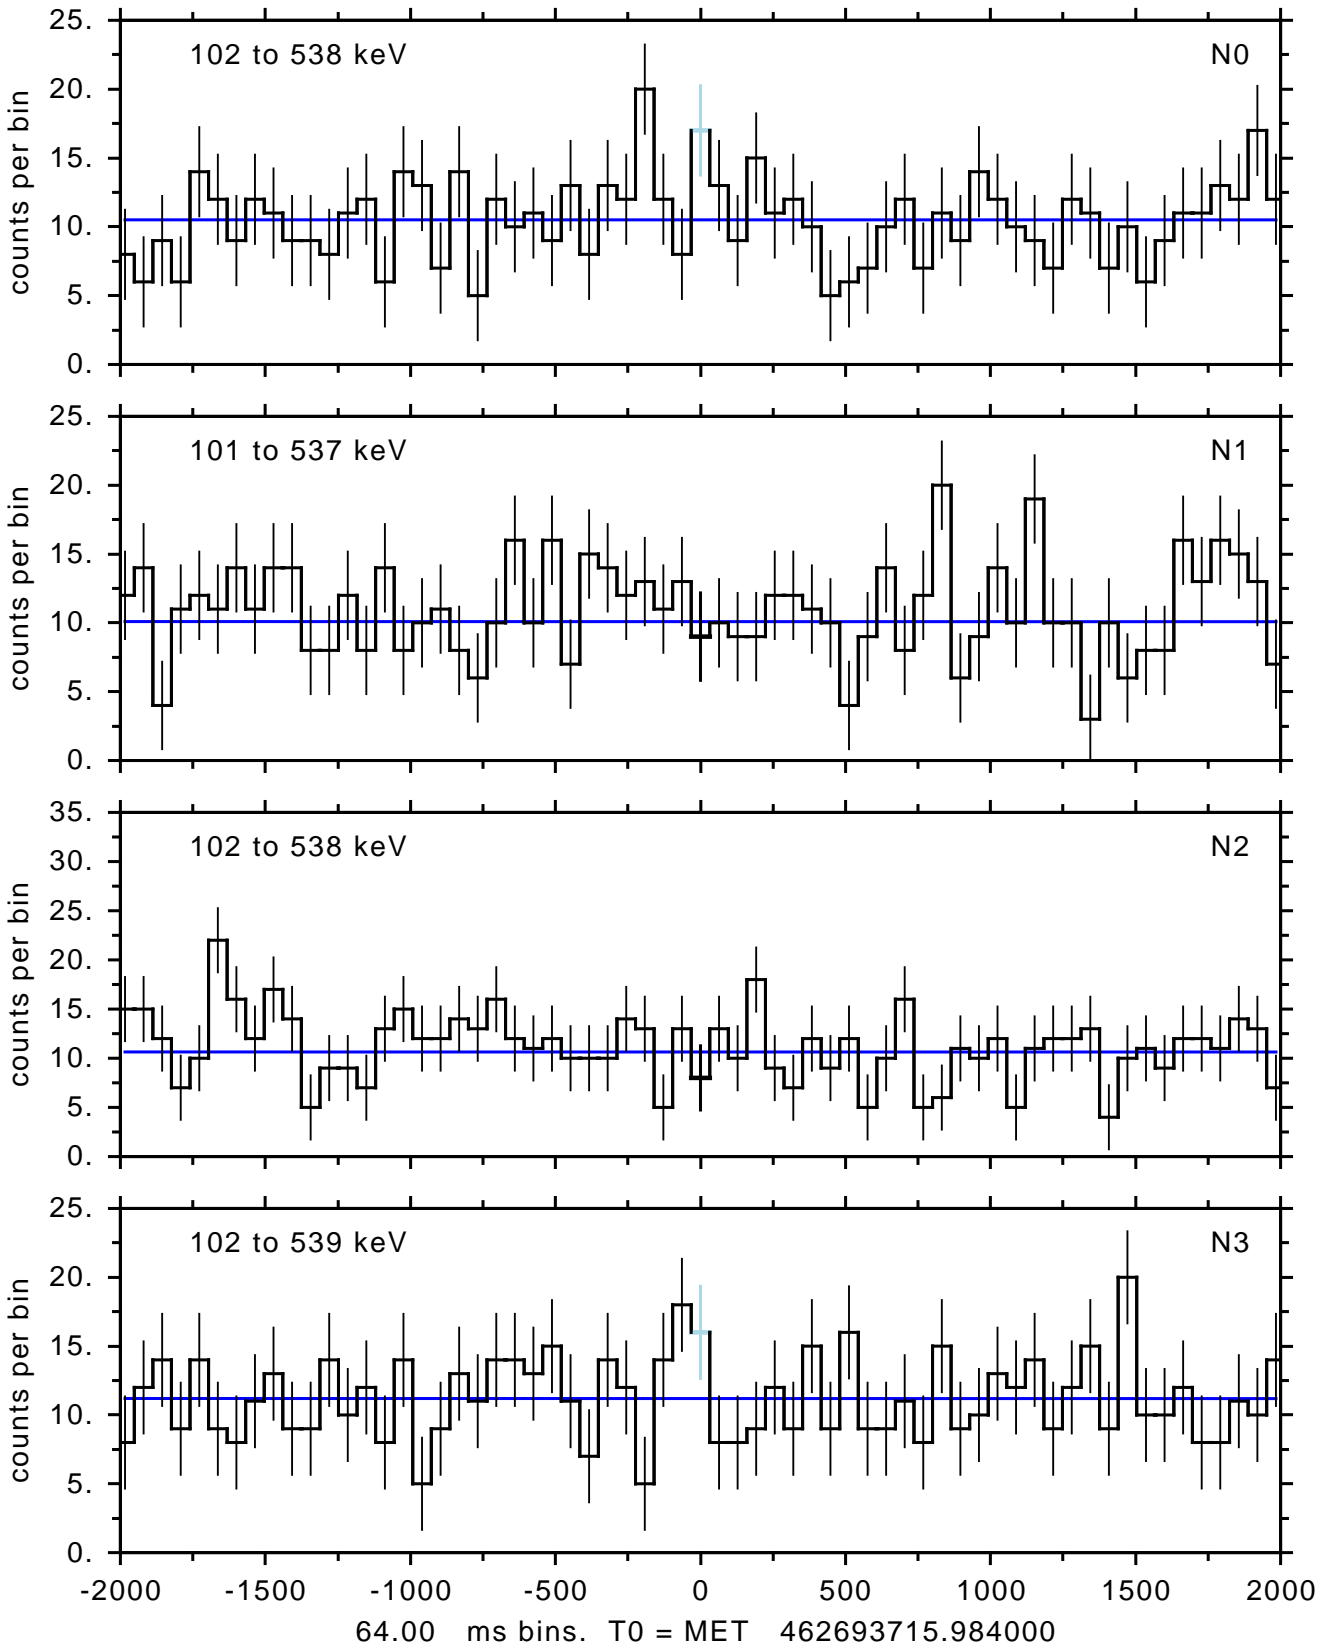 25.
20.
15.
10.
5.
0.
counts per bin
102 to 538 keV
N0
25.
20.
15.
10.
5.
0.
counts per bin
101 to 537 keV
N1
35.
30.
25.
20.
15.
10.
5.
0.
counts per bin
102 to 538 keV
N2
25.
20.
15.
10.
5.
0.
counts per bin
102 to 539 keV
N3
-2000 -1500 -1000 -500 0 500 1000 1500 2000
64.00 ms bins. T0 = MET 462693715.984000